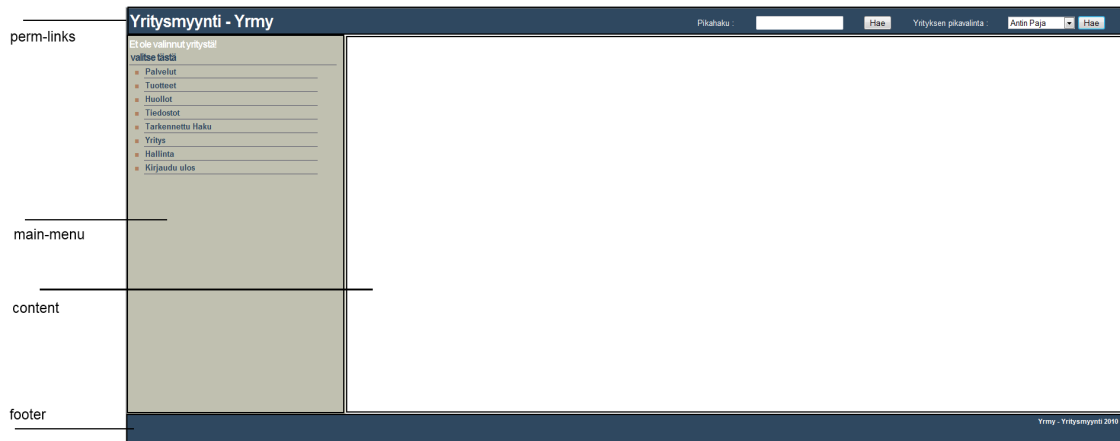 Yritysmyynti - Yrmy
Pikahaku :
Hae
Yrityksen pikavalinta :
Antin Paja
Hae
perm-links
Et ole valinnut yritystä!
valitse tästä
Palvelut
Tuotteet
Huollot
Tiedostot
Tarkennettu Haku
Yritys
Hallinta
Kirjaudu ulos
main-menu
content
footer
Yrmy - Yritysmyynti 2010